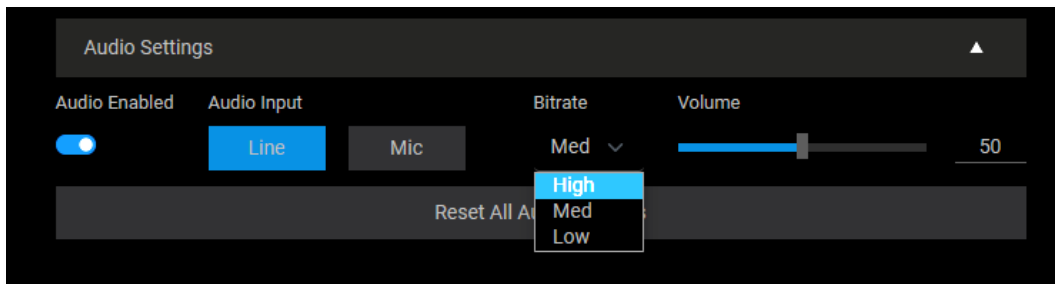 Audio Settings
Audio Enabled Audio Input Bitrate Volume
Line Mic Med 50
High
Med
Low
Reset All